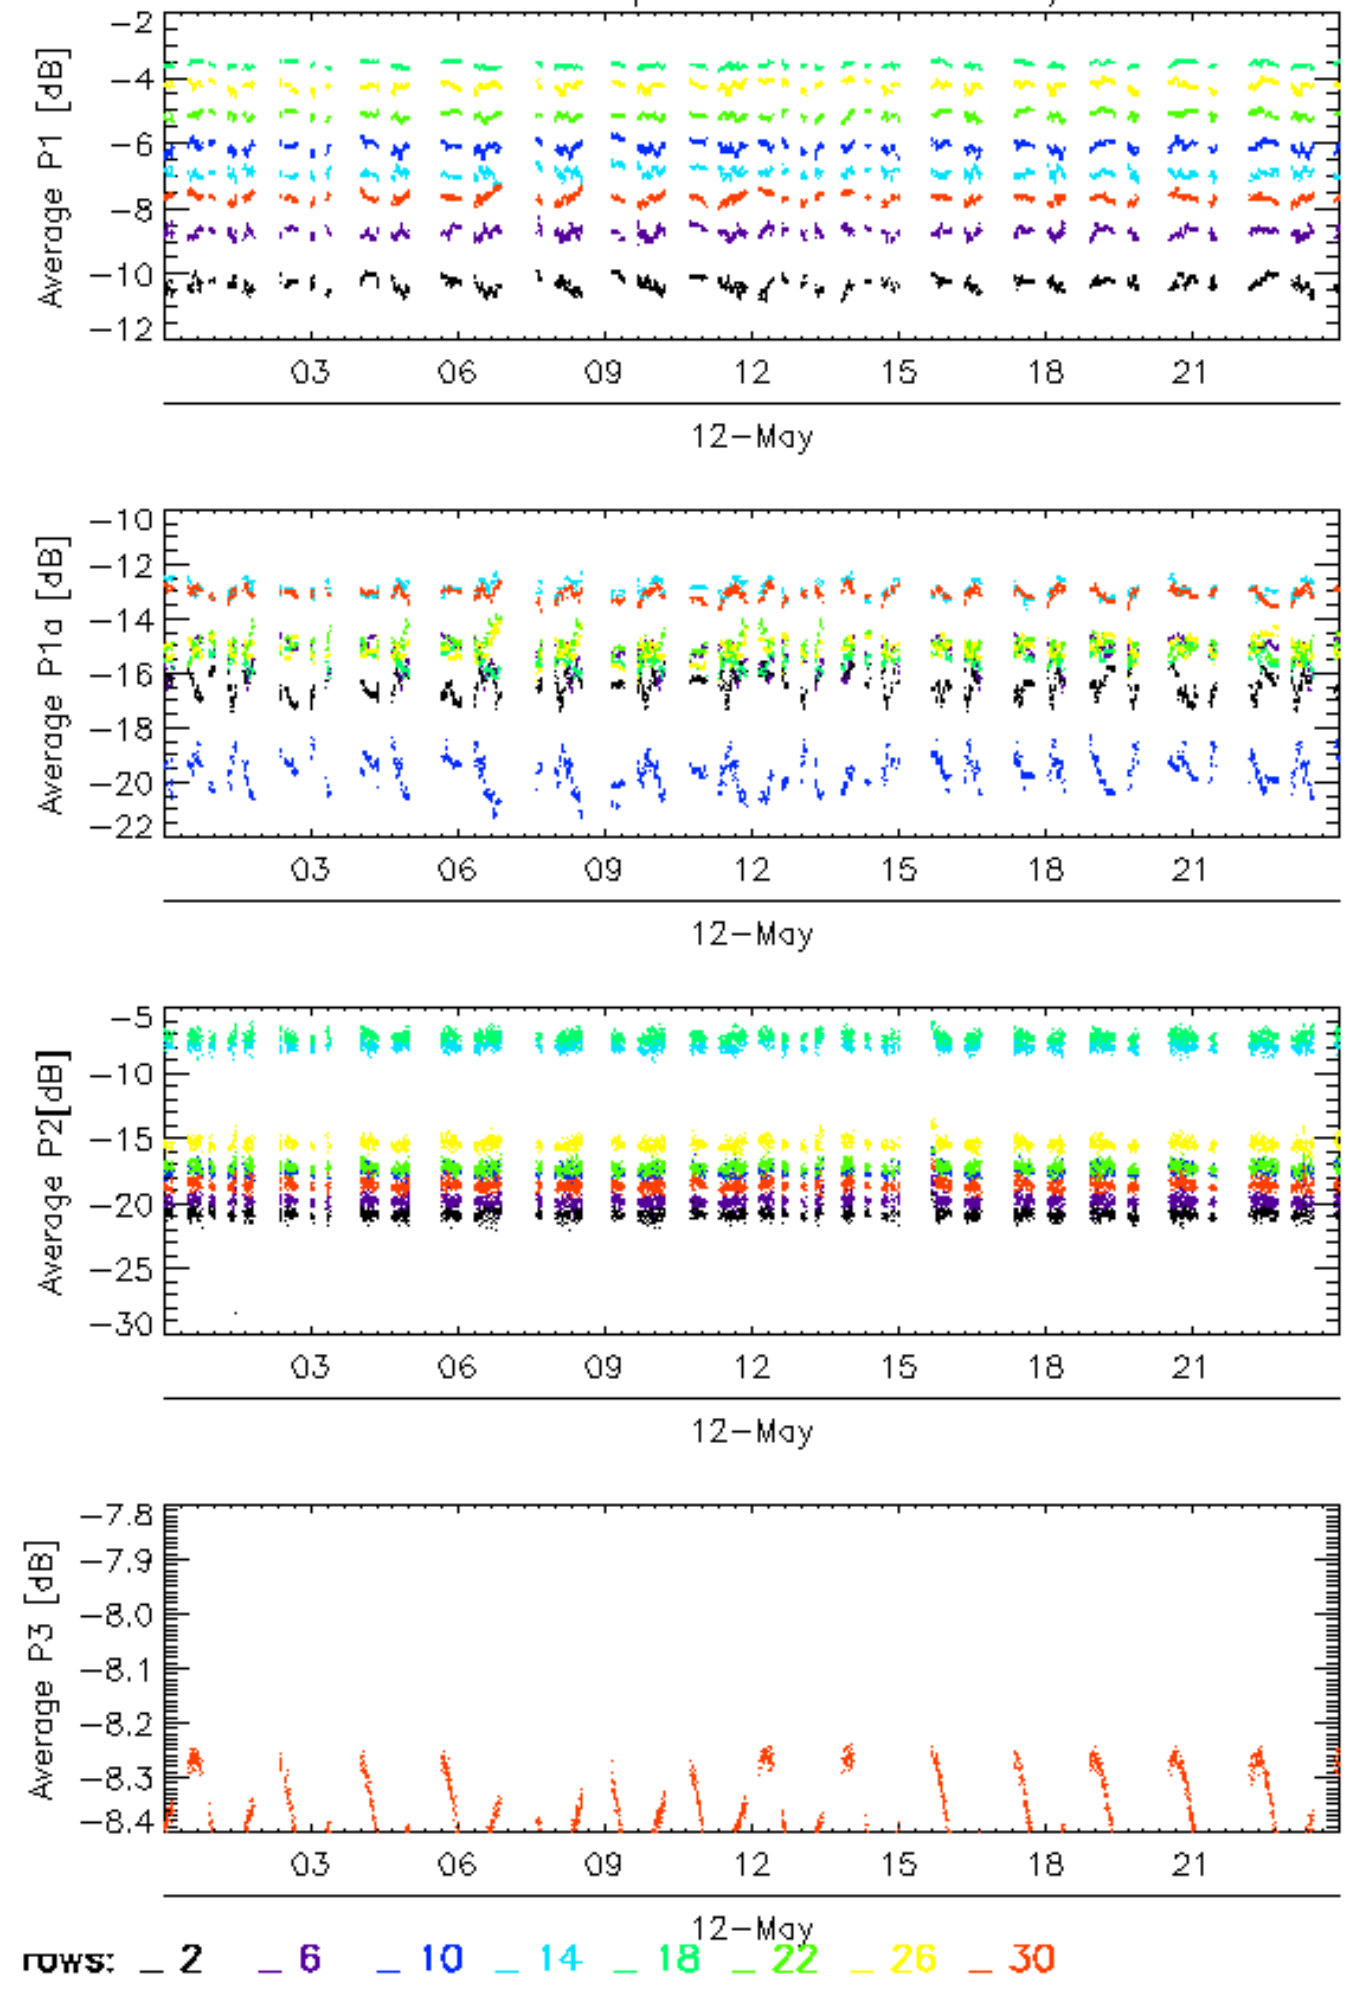 Average P1 [dB]
-2
-4
-6
-8
-10
-12
03 06 09 12 15 18 21
12-May
Average P1a [dB]
-10
-12
-14
-16
-18
-20
-22
03 06 09 12 15 18 21
12-May
Average P2[dB]
-5
-10
-15
-20
-25
-30
03 06 09 12 15 18 21
12-May
Average P3 [dB]
-7.8
-7.9
-8.0
-8.1
-8.2
-8.3
-8.4
03 06 09 12 15 18 21
12-May
rows: _ 2 _ 6 _ 10 _ 14 _ 18 _ 22 _ 26 _ 30